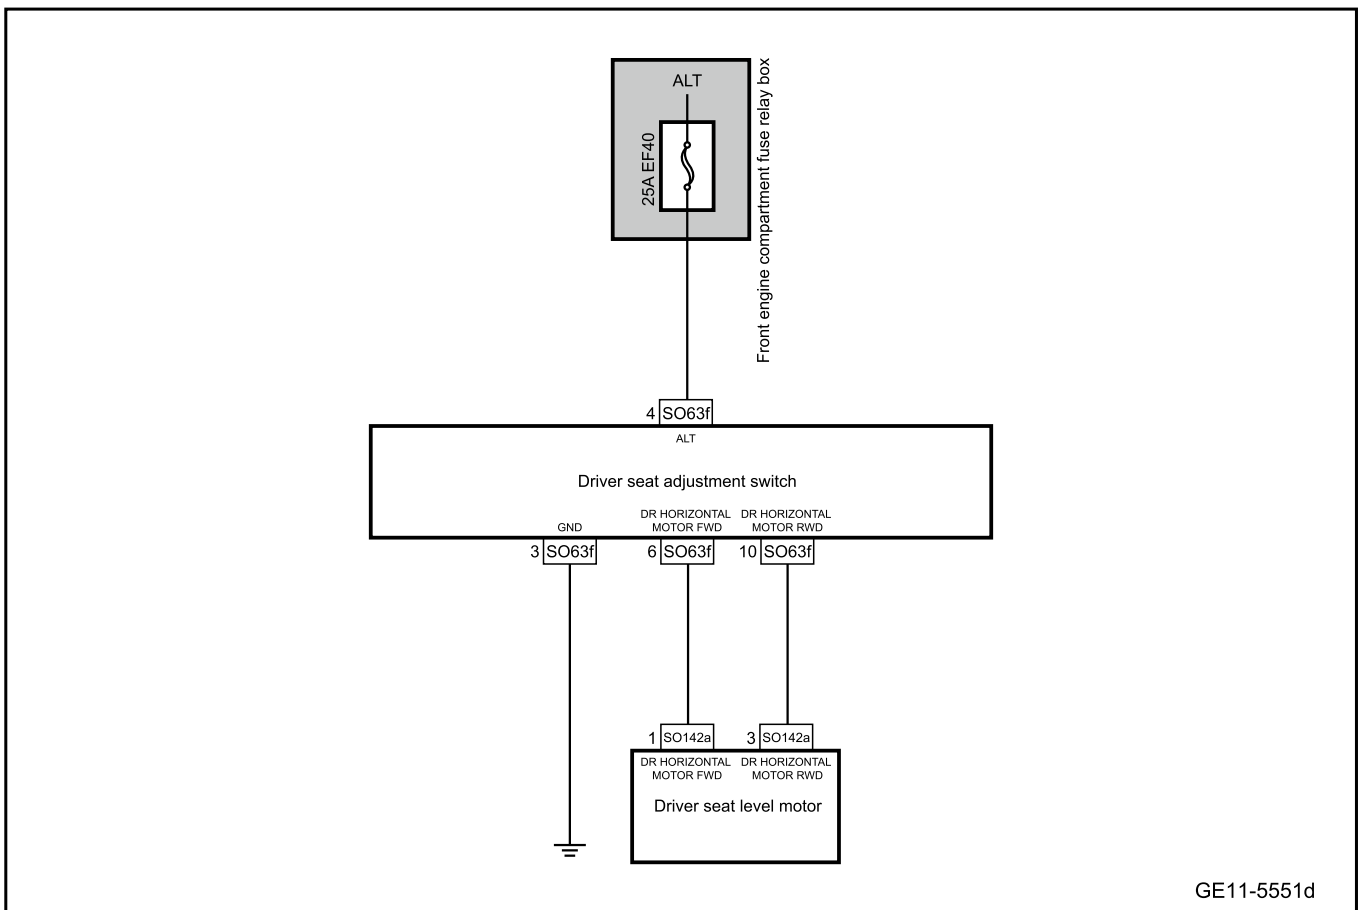 ALT
25A EF40
Front engine compartment fuse relay box
4 SO63f
ALT
Driver seat adjustment switch
GND
DR HORIZONTAL
MOTOR FWD
DR HORIZONTAL
MOTOR RWD
3 SO63f
6 SO63f
10 SO63f
1 SO142a
3 SO142a
DR HORIZONTAL
MOTOR FWD
DR HORIZONTAL
MOTOR RWD
Driver seat level motor
GE11-5551d